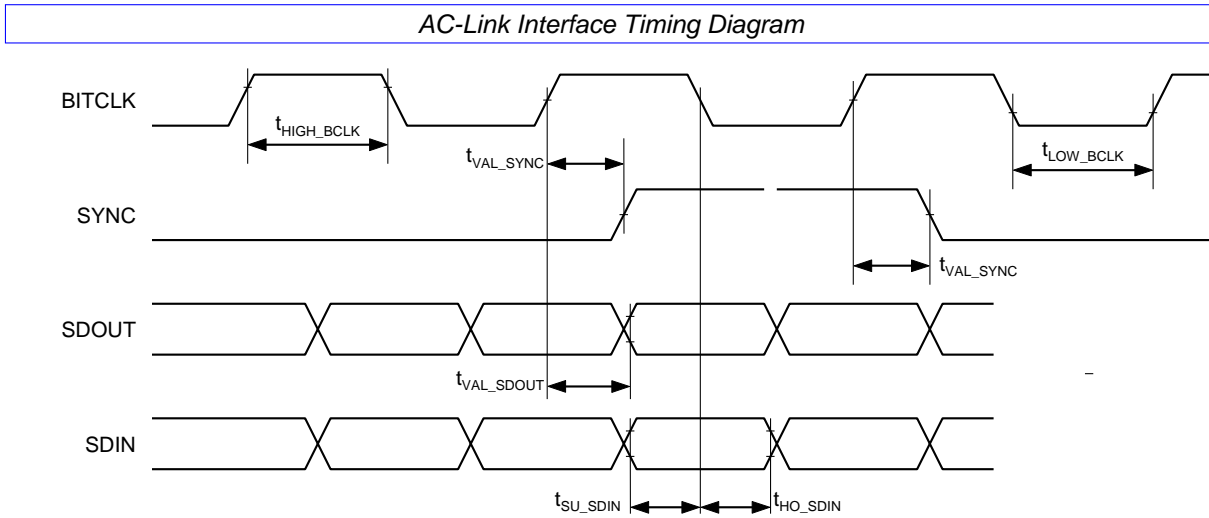 AC-Link Interface Timing Diagram
BITCLK
tHIGH_BCLK
tVAL_SYNC
tLOW_BCLK
SYNC
tVAL_SYNC
SDOUT
tVAL_SDOUT
–
SDIN
tSU_SDIN
tHO_SDIN